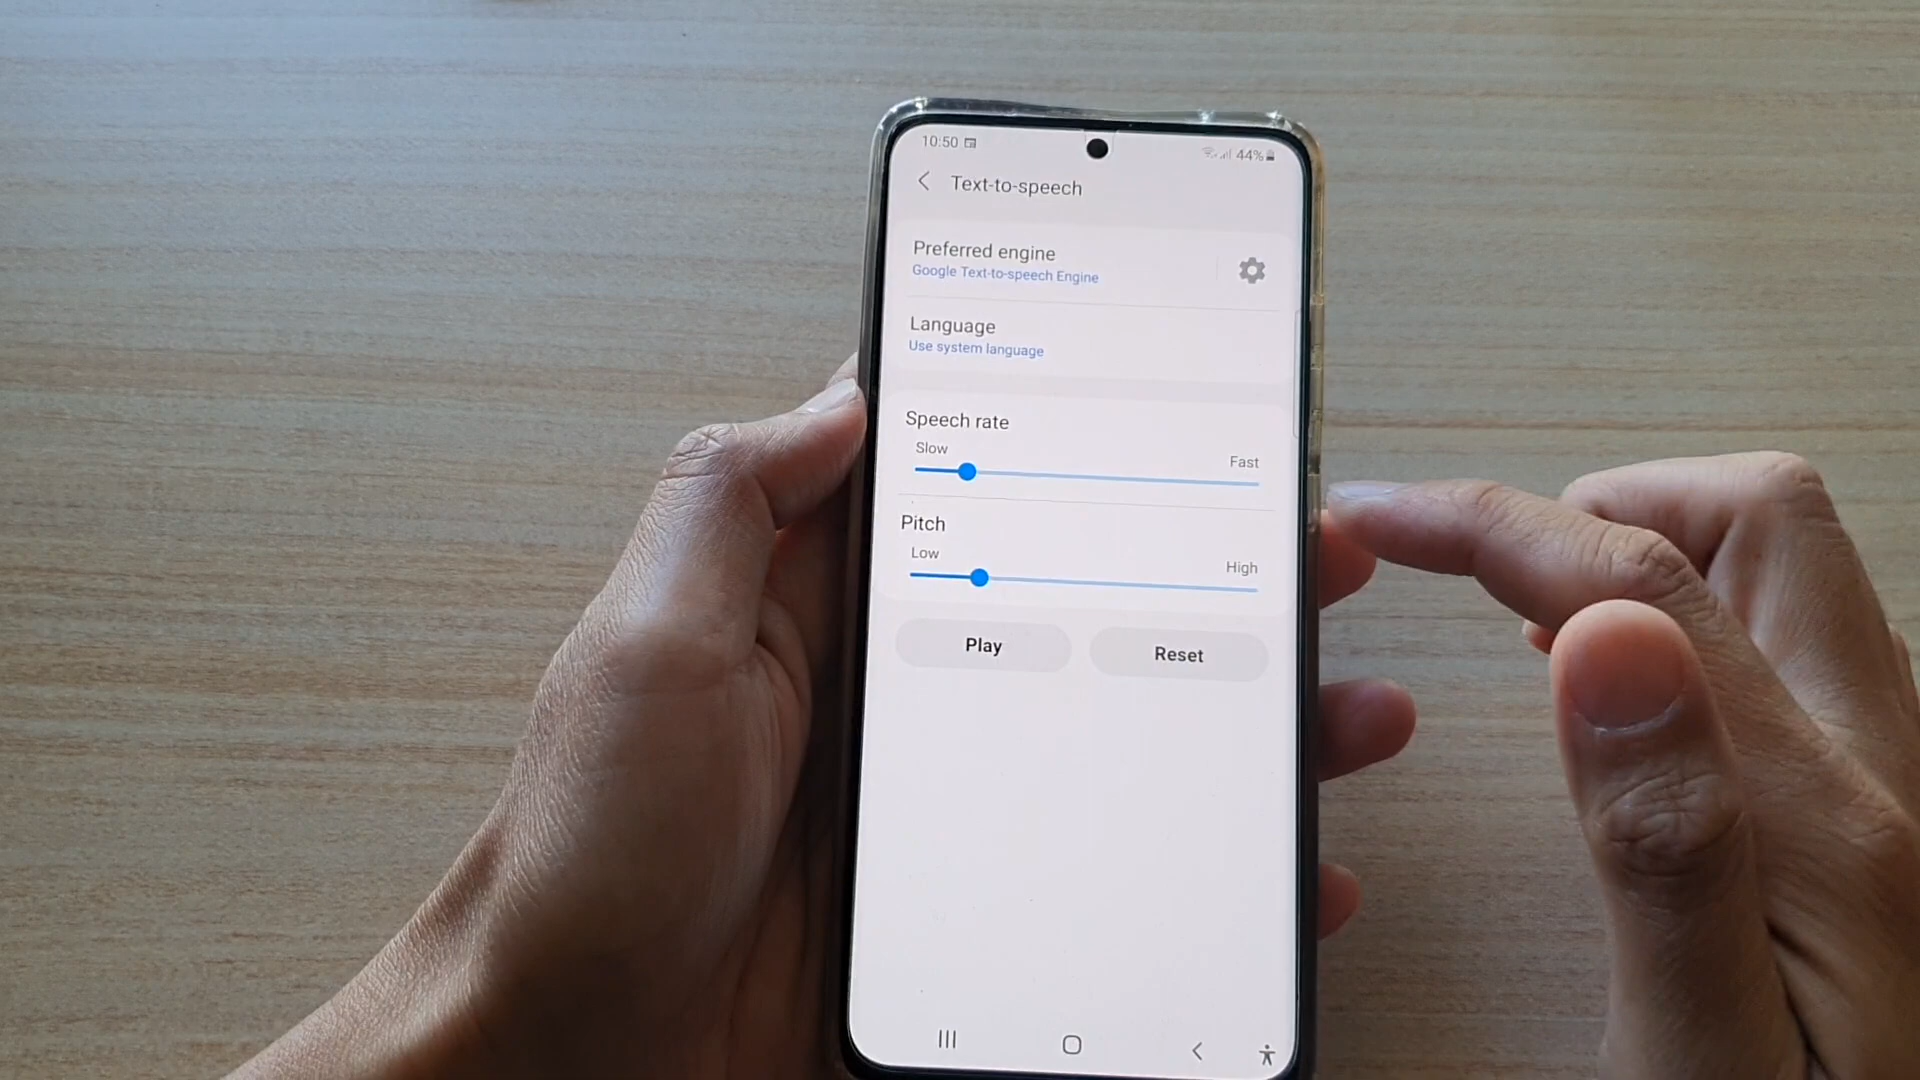 10:50
44%
Text-to-speech
Preferred engine
Google Text-to-speech Engine
Language
Use system language
Speech rate
Slow
Fast
Pitch
Low
High
Play
Reset